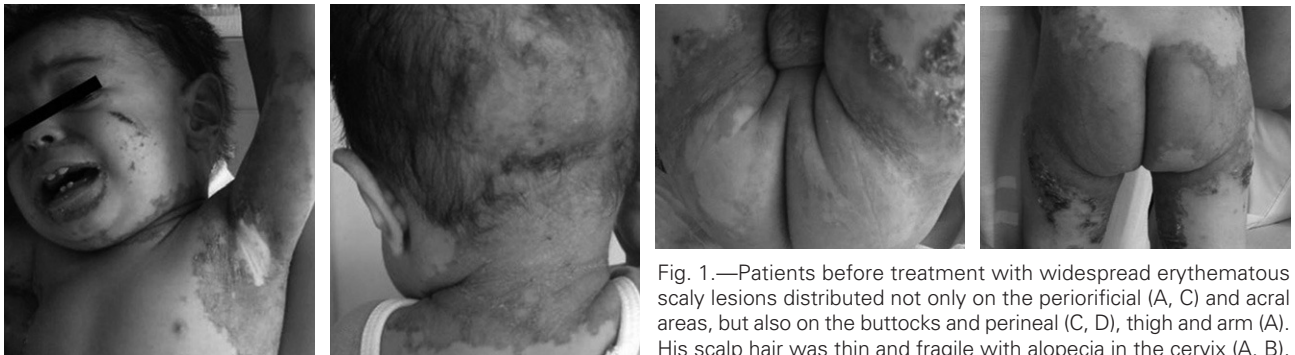 Fig. 1.—Patients before treatment with widespread erythematous
scaly lesions distributed not only on the periorificial (A, C) and acral
areas, but also on the buttocks and perineal (C, D), thigh and arm (A).
His scalp hair was thin and fragile with alopecia in the cervix (A, B).